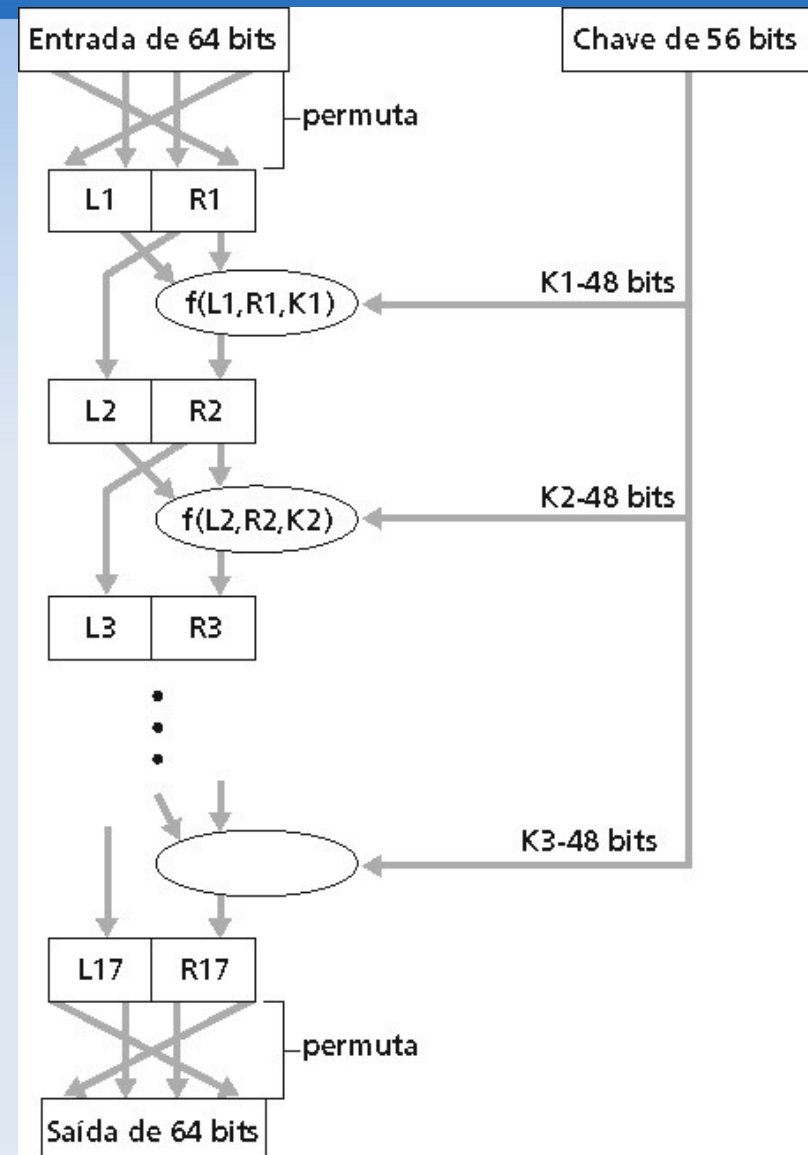 Entrada de 64 bits
Chave de 56 bits
permuta
L1 R1
K1-48 bits
f(L1,R1,K1)
L2 R2
K2-48 bits
f(L2,R2,K2)
L3 R3
K3-48 bits
L17 R17
permuta
Saída de 64 bits